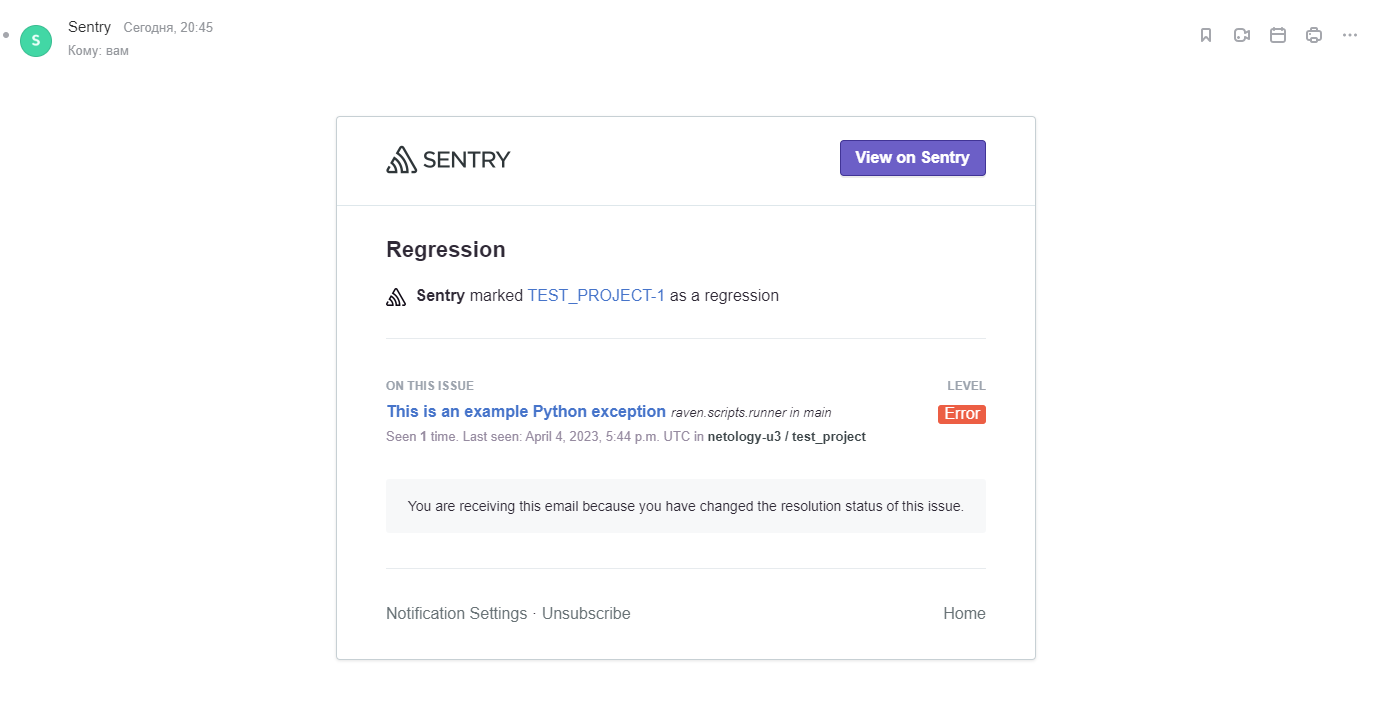 Sentry Сегодня, 20:45
S
Кому: вам
SENTRY
View on Sentry
Regression
Sentry marked TEST_PROJECT-1 as a regression
ON THIS ISSUE
LEVEL
This is an example Python exception raven.scripts.runner in main
Error
Seen 1 time. Last seen: April 4, 2023, 5:44 p.m. UTC in netology-u3 / test_project
You are receiving this email because you have changed the resolution status of this issue.
Notification Settings · Unsubscribe
Home